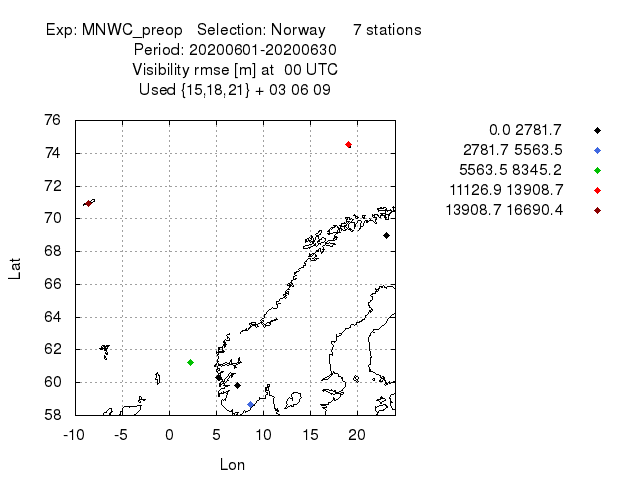 Exp: MNWC_preop   Selection: Norway      7 stations
Period: 20200601-20200630
Visibility rmse [m] at  00 UTC
Used {15,18,21} + 03 06 09
0.0 2781.7
2781.7 5563.5
5563.5 8345.2
11126.9 13908.7
13908.7 16690.4
76
74
72
70
68
66
64
62
60
58
Lat
-10 -5 0 5 10 15 20
Lon